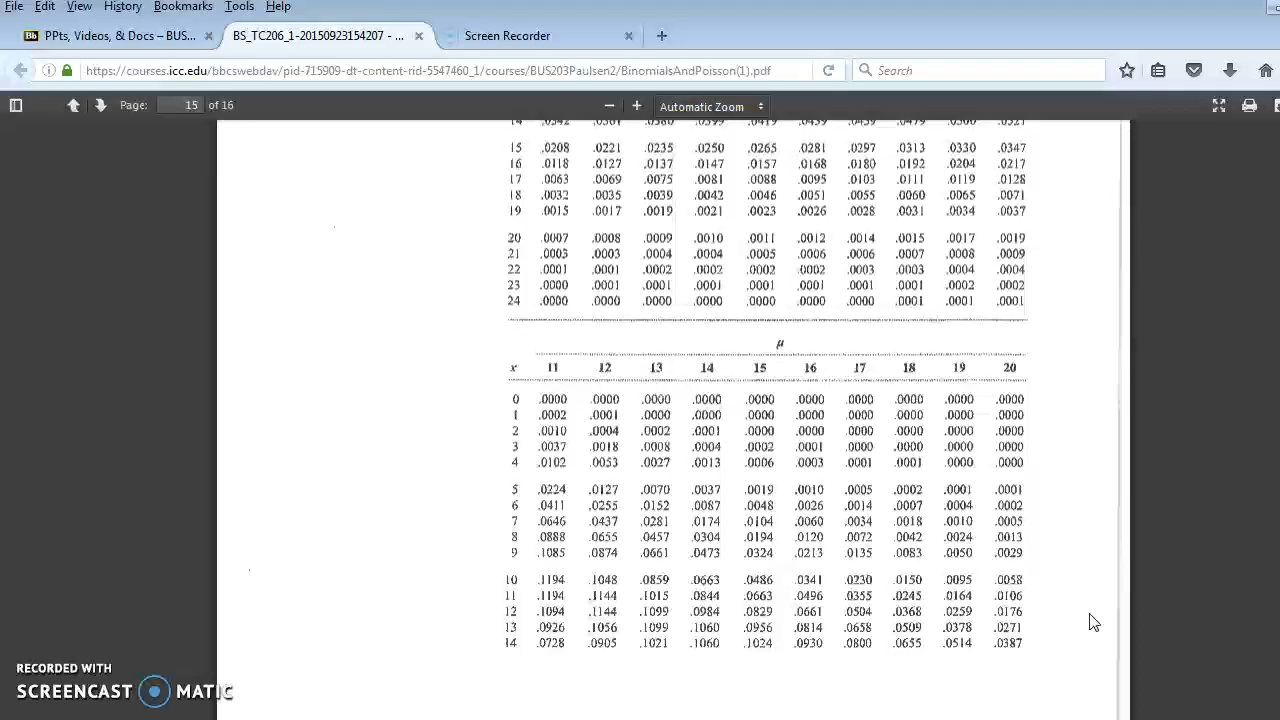 File Edit View History Bookmarks Tools Help
Bb PPts, Videos, & Docs – BUS... × BS_TC206_1-20150923154207 - ... × Screen Recorder × +
https://courses.icc.edu/bbcswebdav/pid-715909-dt-content-rid-5547460_1/courses/BUS203Paulsen2/BinomialsAndPoisson(1).pdf Search
Page: 15 of 16 Automatic Zoom
15 .0208 .0221 .0235 .0250 .0265 .0281 .0297 .0313 .0330 .0347
16 .0118 .0127 .0137 .0147 .0157 .0168 .0180 .0192 .0204 .0217
17 .0063 .0069 .0075 .0081 .0088 .0095 .0103 .0111 .0119 .0128
18 .0032 .0035 .0039 .0042 .0046 .0051 .0055 .0060 .0065 .0071
19 .0015 .0017 .0019 .0021 .0023 .0026 .0028 .0031 .0034 .0037
20 .0007 .0008 .0009 .0010 .0011 .0012 .0014 .0015 .0017 .0019
21 .0003 .0003 .0004 .0004 .0005 .0006 .0006 .0007 .0008 .0009
22 .0001 .0001 .0002 .0002 .0002 .0002 .0003 .0003 .0004 .0004
23 .0000 .0001 .0001 .0001 .0001 .0001 .0001 .0001 .0002 .0002
24 .0000 .0000 .0000 .0000 .0000 .0000 .0000 .0001 .0001 .0001
μ
x 11 12 13 14 15 16 17 18 19 20
0 .0000 .0000 .0000 .0000 .0000 .0000 .0000 .0000 .0000 .0000
1 .0002 .0001 .0000 .0000 .0000 .0000 .0000 .0000 .0000 .0000
2 .0010 .0004 .0002 .0001 .0000 .0000 .0000 .0000 .0000 .0000
3 .0037 .0018 .0008 .0004 .0002 .0001 .0000 .0000 .0000 .0000
4 .0102 .0053 .0027 .0013 .0006 .0003 .0001 .0001 .0000 .0000
5 .0224 .0127 .0070 .0037 .0019 .0010 .0005 .0002 .0001 .0001
6 .0411 .0255 .0152 .0087 .0048 .0026 .0014 .0007 .0004 .0002
7 .0646 .0437 .0281 .0174 .0104 .0060 .0034 .0018 .0010 .0005
8 .0888 .0655 .0457 .0304 .0194 .0120 .0072 .0042 .0024 .0013
9 .1085 .0874 .0661 .0473 .0324 .0213 .0135 .0083 .0050 .0029
10 .1194 .1048 .0859 .0663 .0486 .0341 .0230 .0150 .0095 .0058
11 .1194 .1144 .1015 .0844 .0663 .0496 .0355 .0245 .0164 .0106
12 .1094 .1144 .1099 .0984 .0829 .0661 .0504 .0368 .0259 .0176
13 .0926 .1056 .1099 .1060 .0956 .0814 .0658 .0509 .0378 .0271
14 .0728 .0905 .1021 .1060 .1024 .0930 .0800 .0655 .0514 .0387
RECORDED WITH
SCREENCAST MATIC